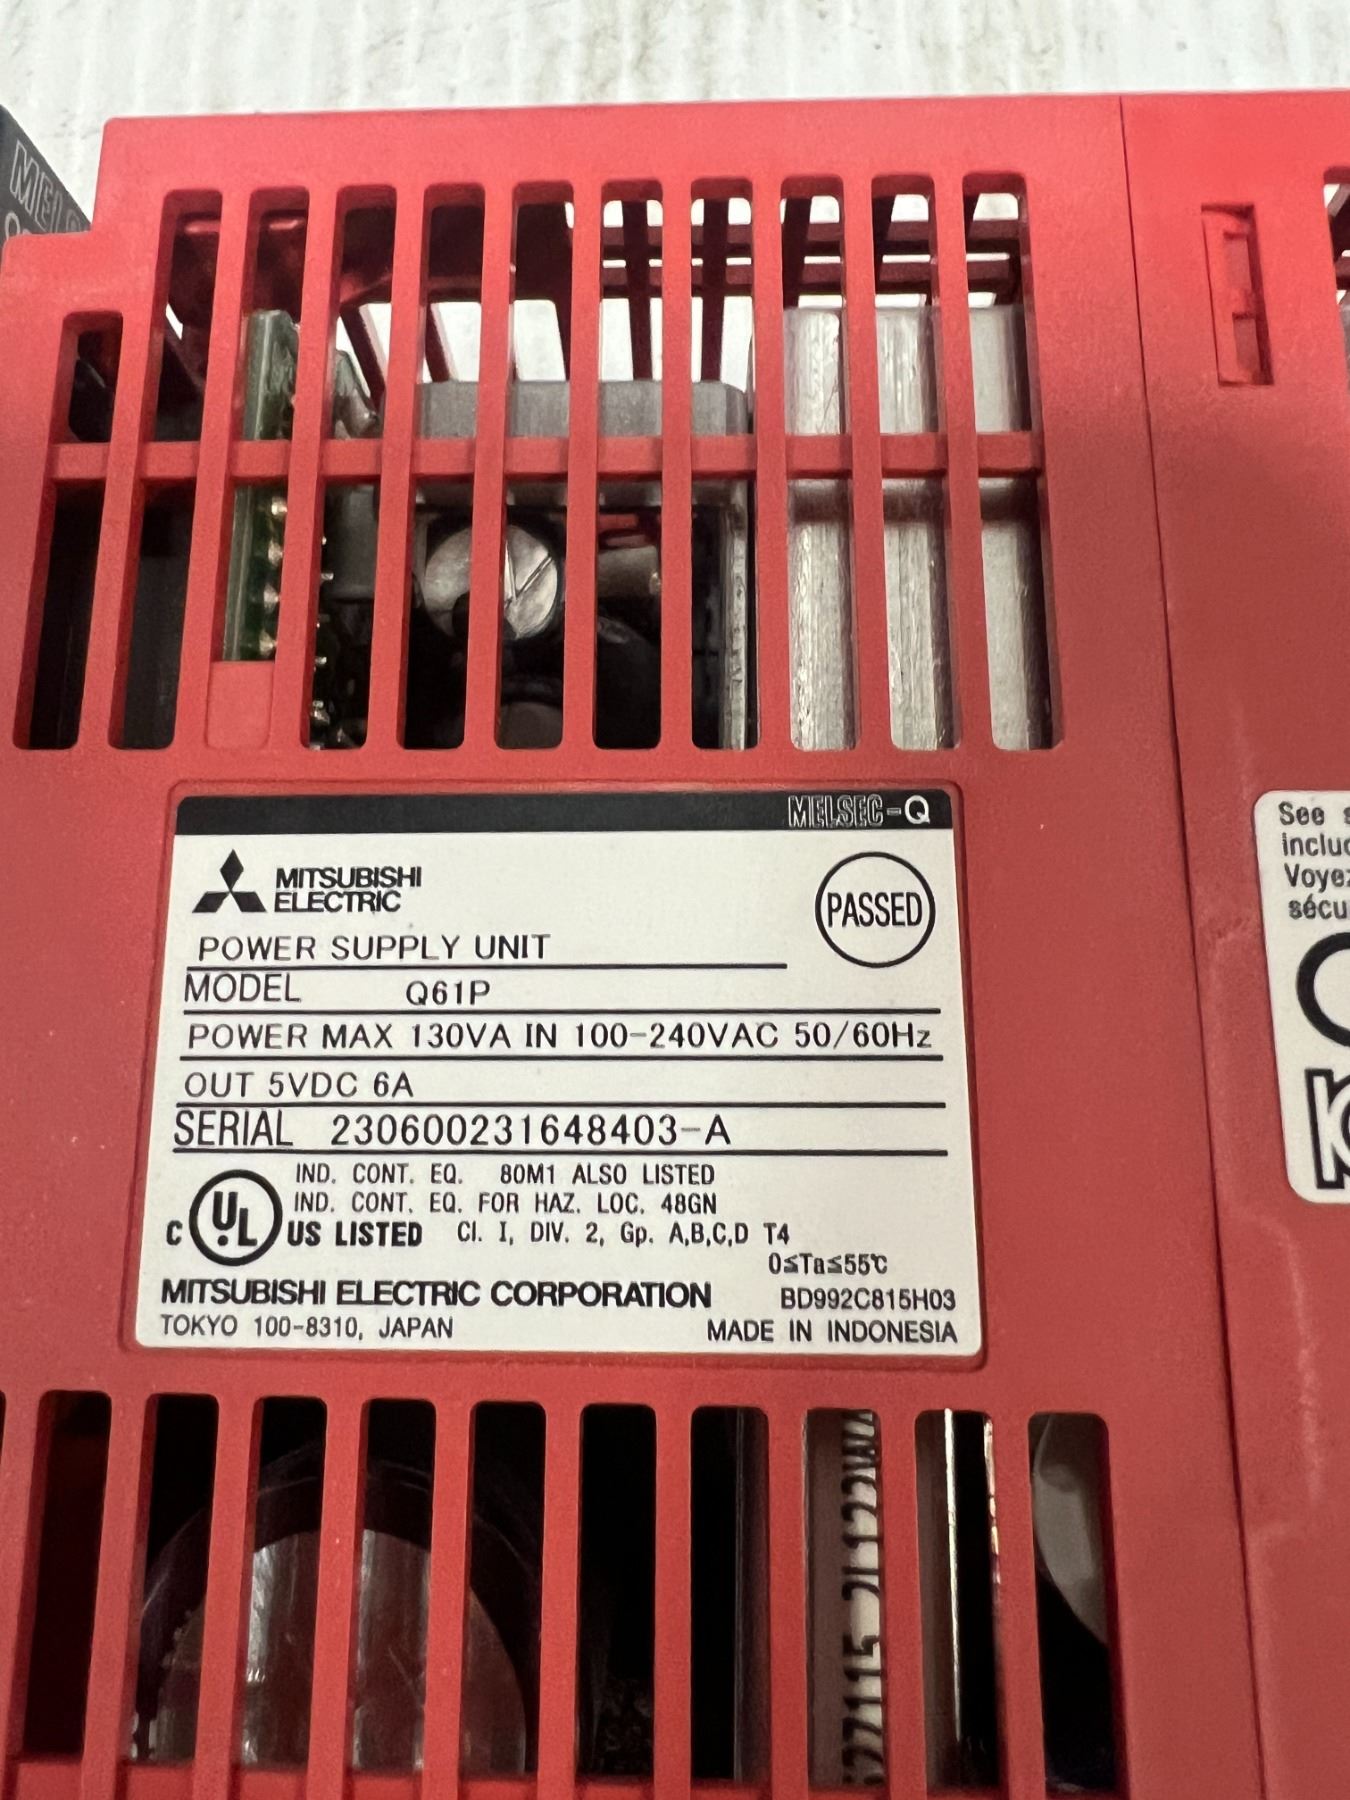 MELSEC-Q
MITSUBISHI
ELECTRIC
PASSED
POWER SUPPLY UNIT
MODEL Q61P
POWER MAX 130VA IN 100-240VAC 50/60Hz
OUT 5VDC 6A
SERIAL 230600231648403-A
IND. CONT. EQ. 80M1 ALSO LISTED
IND. CONT. EQ. FOR HAZ. LOC. 48GN
C UL US LISTED Cl. I, DIV. 2, Gp. A,B,C,D T4
0≤Ta≤55℃
MITSUBISHI ELECTRIC CORPORATION BD992C815H03
TOKYO 100-8310, JAPAN MADE IN INDONESIA
See